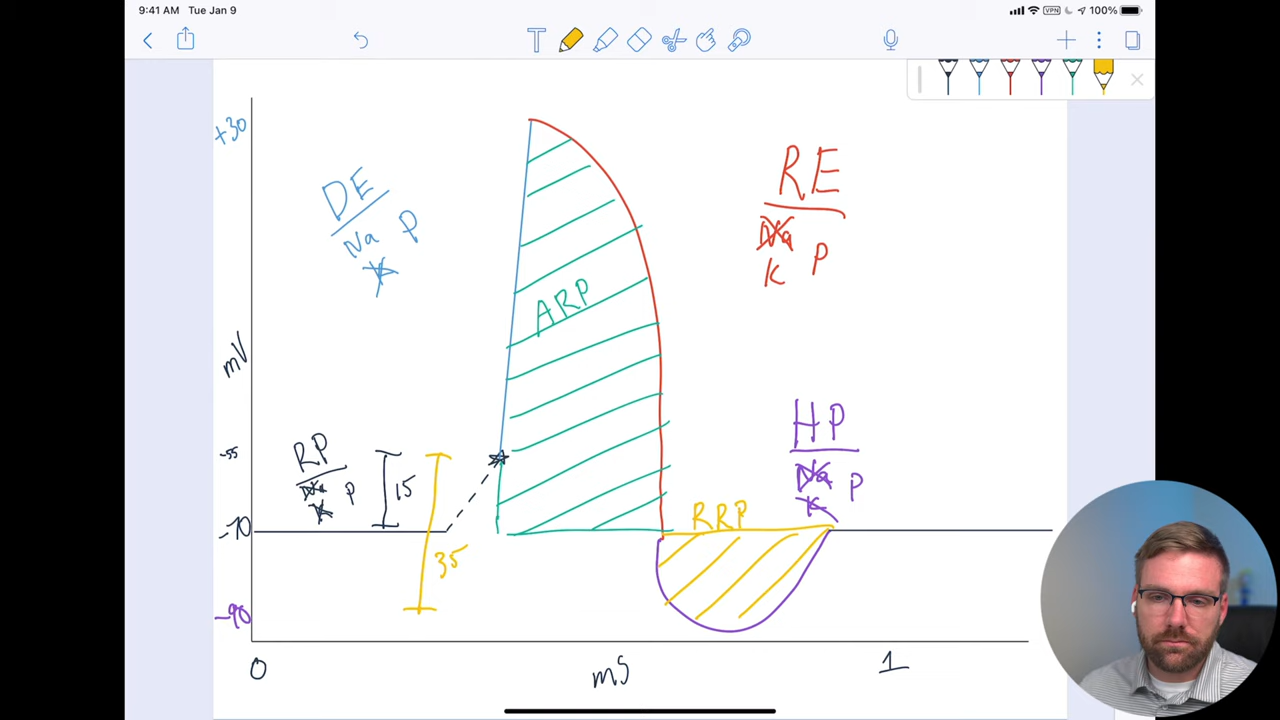 9:41 AM Tue Jan 9
VPN
100%
T
+30
DE
Na P
K
RE
Na
K P
ARP
mV
-55
RP
Na P
K
15
HP
Na P
K
-70
RRP
35
-90
0
mS
1